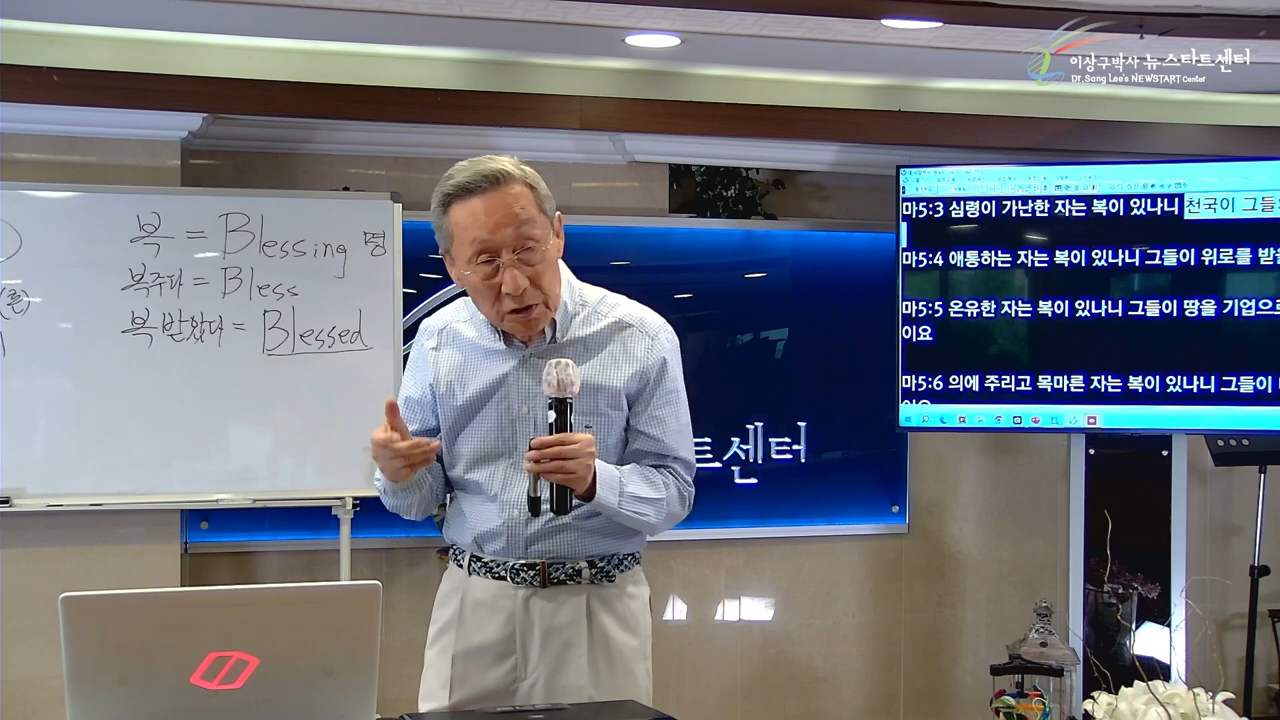 이상구박사 뉴스타트센터
Dr. Sang Lee's NEWSTART Center
복 = Blessing 명
복주다 = Bless
복 받았다 = Blessed
마5:3 심령이 가난한 자는 복이 있나니 천국이 그들
마5:4 애통하는 자는 복이 있나니 그들이 위로를 받을
마5:5 온유한 자는 복이 있나니 그들이 땅을 기업으로
이요
마5:6 의에 주리고 목마른 자는 복이 있나니 그들이
트센터